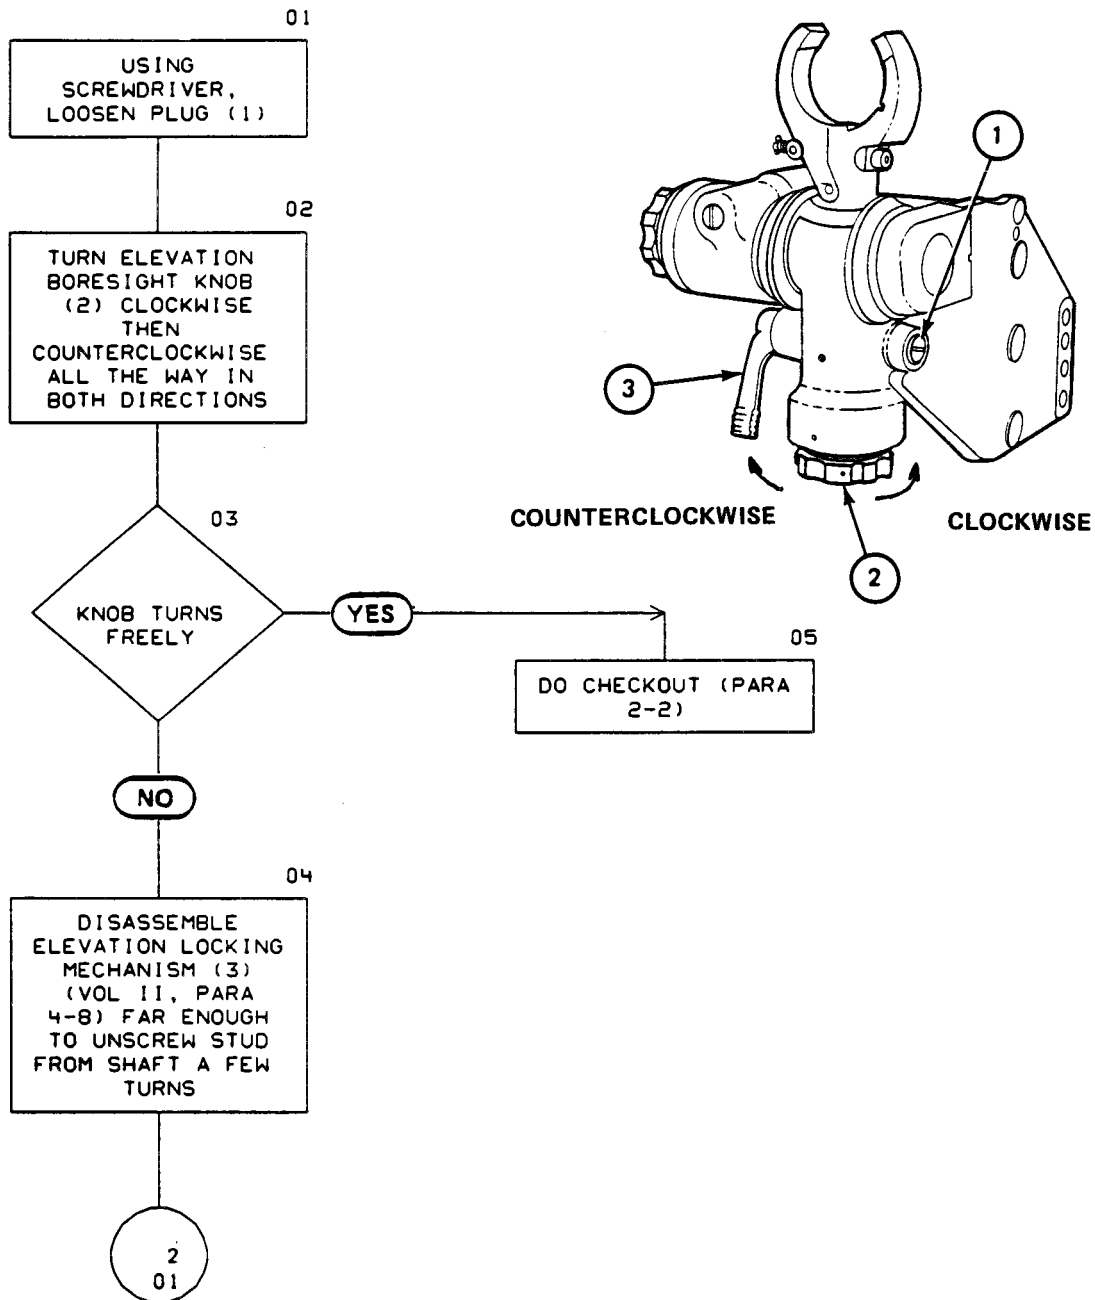 01
USING
SCREWDRIVER,
LOOSEN PLUG (1)
02
TURN ELEVATION
BORESIGHT KNOB
(2) CLOCKWISE
THEN
COUNTERCLOCKWISE
ALL THE WAY IN
BOTH DIRECTIONS
03
KNOB TURNS
FREELY
YES
05
DO CHECKOUT (PARA
2-2)
NO
04
DISASSEMBLE
ELEVATION LOCKING
MECHANISM (3)
(VOL II, PARA
4-8) FAR ENOUGH
TO UNSCREW STUD
FROM SHAFT A FEW
TURNS
2
01
1
3
COUNTERCLOCKWISE
CLOCKWISE
2